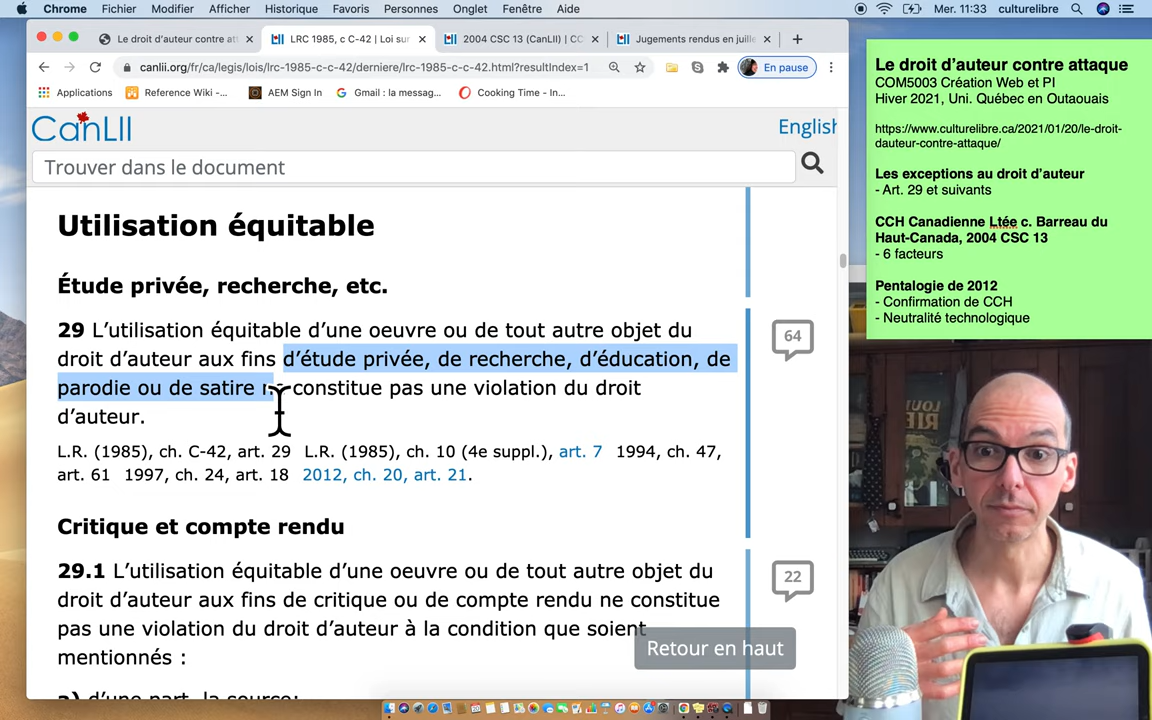 Chrome Fichier Modifier Afficher Historique Favoris Personnes Onglet Fenêtre Aide Mer. 11:33 culturelibre
Le droit d'auteur contre att
LRC 1985, c C-42 | Loi sur
2004 CSC 13 (CanLII) | CC
Jugements rendus en juille
canlii.org/fr/ca/legis/lois/lrc-1985-c-c-42/derniere/lrc-1985-c-c-42.html?resultIndex=1
En pause
Applications
Reference Wiki -...
AEM Sign In
Gmail : la messag...
Cooking Time - In...
CanLII
English
Trouver dans le document
Utilisation équitable
Étude privée, recherche, etc.
29 L'utilisation équitable d'une oeuvre ou de tout autre objet du
droit d'auteur aux fins d'étude privée, de recherche, d'éducation, de
parodie ou de satire ne constitue pas une violation du droit
d'auteur.
64
L.R. (1985), ch. C-42, art. 29 L.R. (1985), ch. 10 (4e suppl.), art. 7 1994, ch. 47,
art. 61 1997, ch. 24, art. 18 2012, ch. 20, art. 21.
Critique et compte rendu
29.1 L'utilisation équitable d'une oeuvre ou de tout autre objet du
droit d'auteur aux fins de critique ou de compte rendu ne constitue
pas une violation du droit d'auteur à la condition que soient
mentionnés :
22
Retour en haut
a) d'une part, la source;
Le droit d'auteur contre attaque
COM5003 Création Web et PI
Hiver 2021, Uni. Québec en Outaouais
https://www.culturelibre.ca/2021/01/20/le-droit-
dauteur-contre-attaque/
Les exceptions au droit d'auteur
- Art. 29 et suivants
CCH Canadienne Ltée c. Barreau du
Haut-Canada, 2004 CSC 13
- 6 facteurs
Pentalogie de 2012
- Confirmation de CCH
- Neutralité technologique